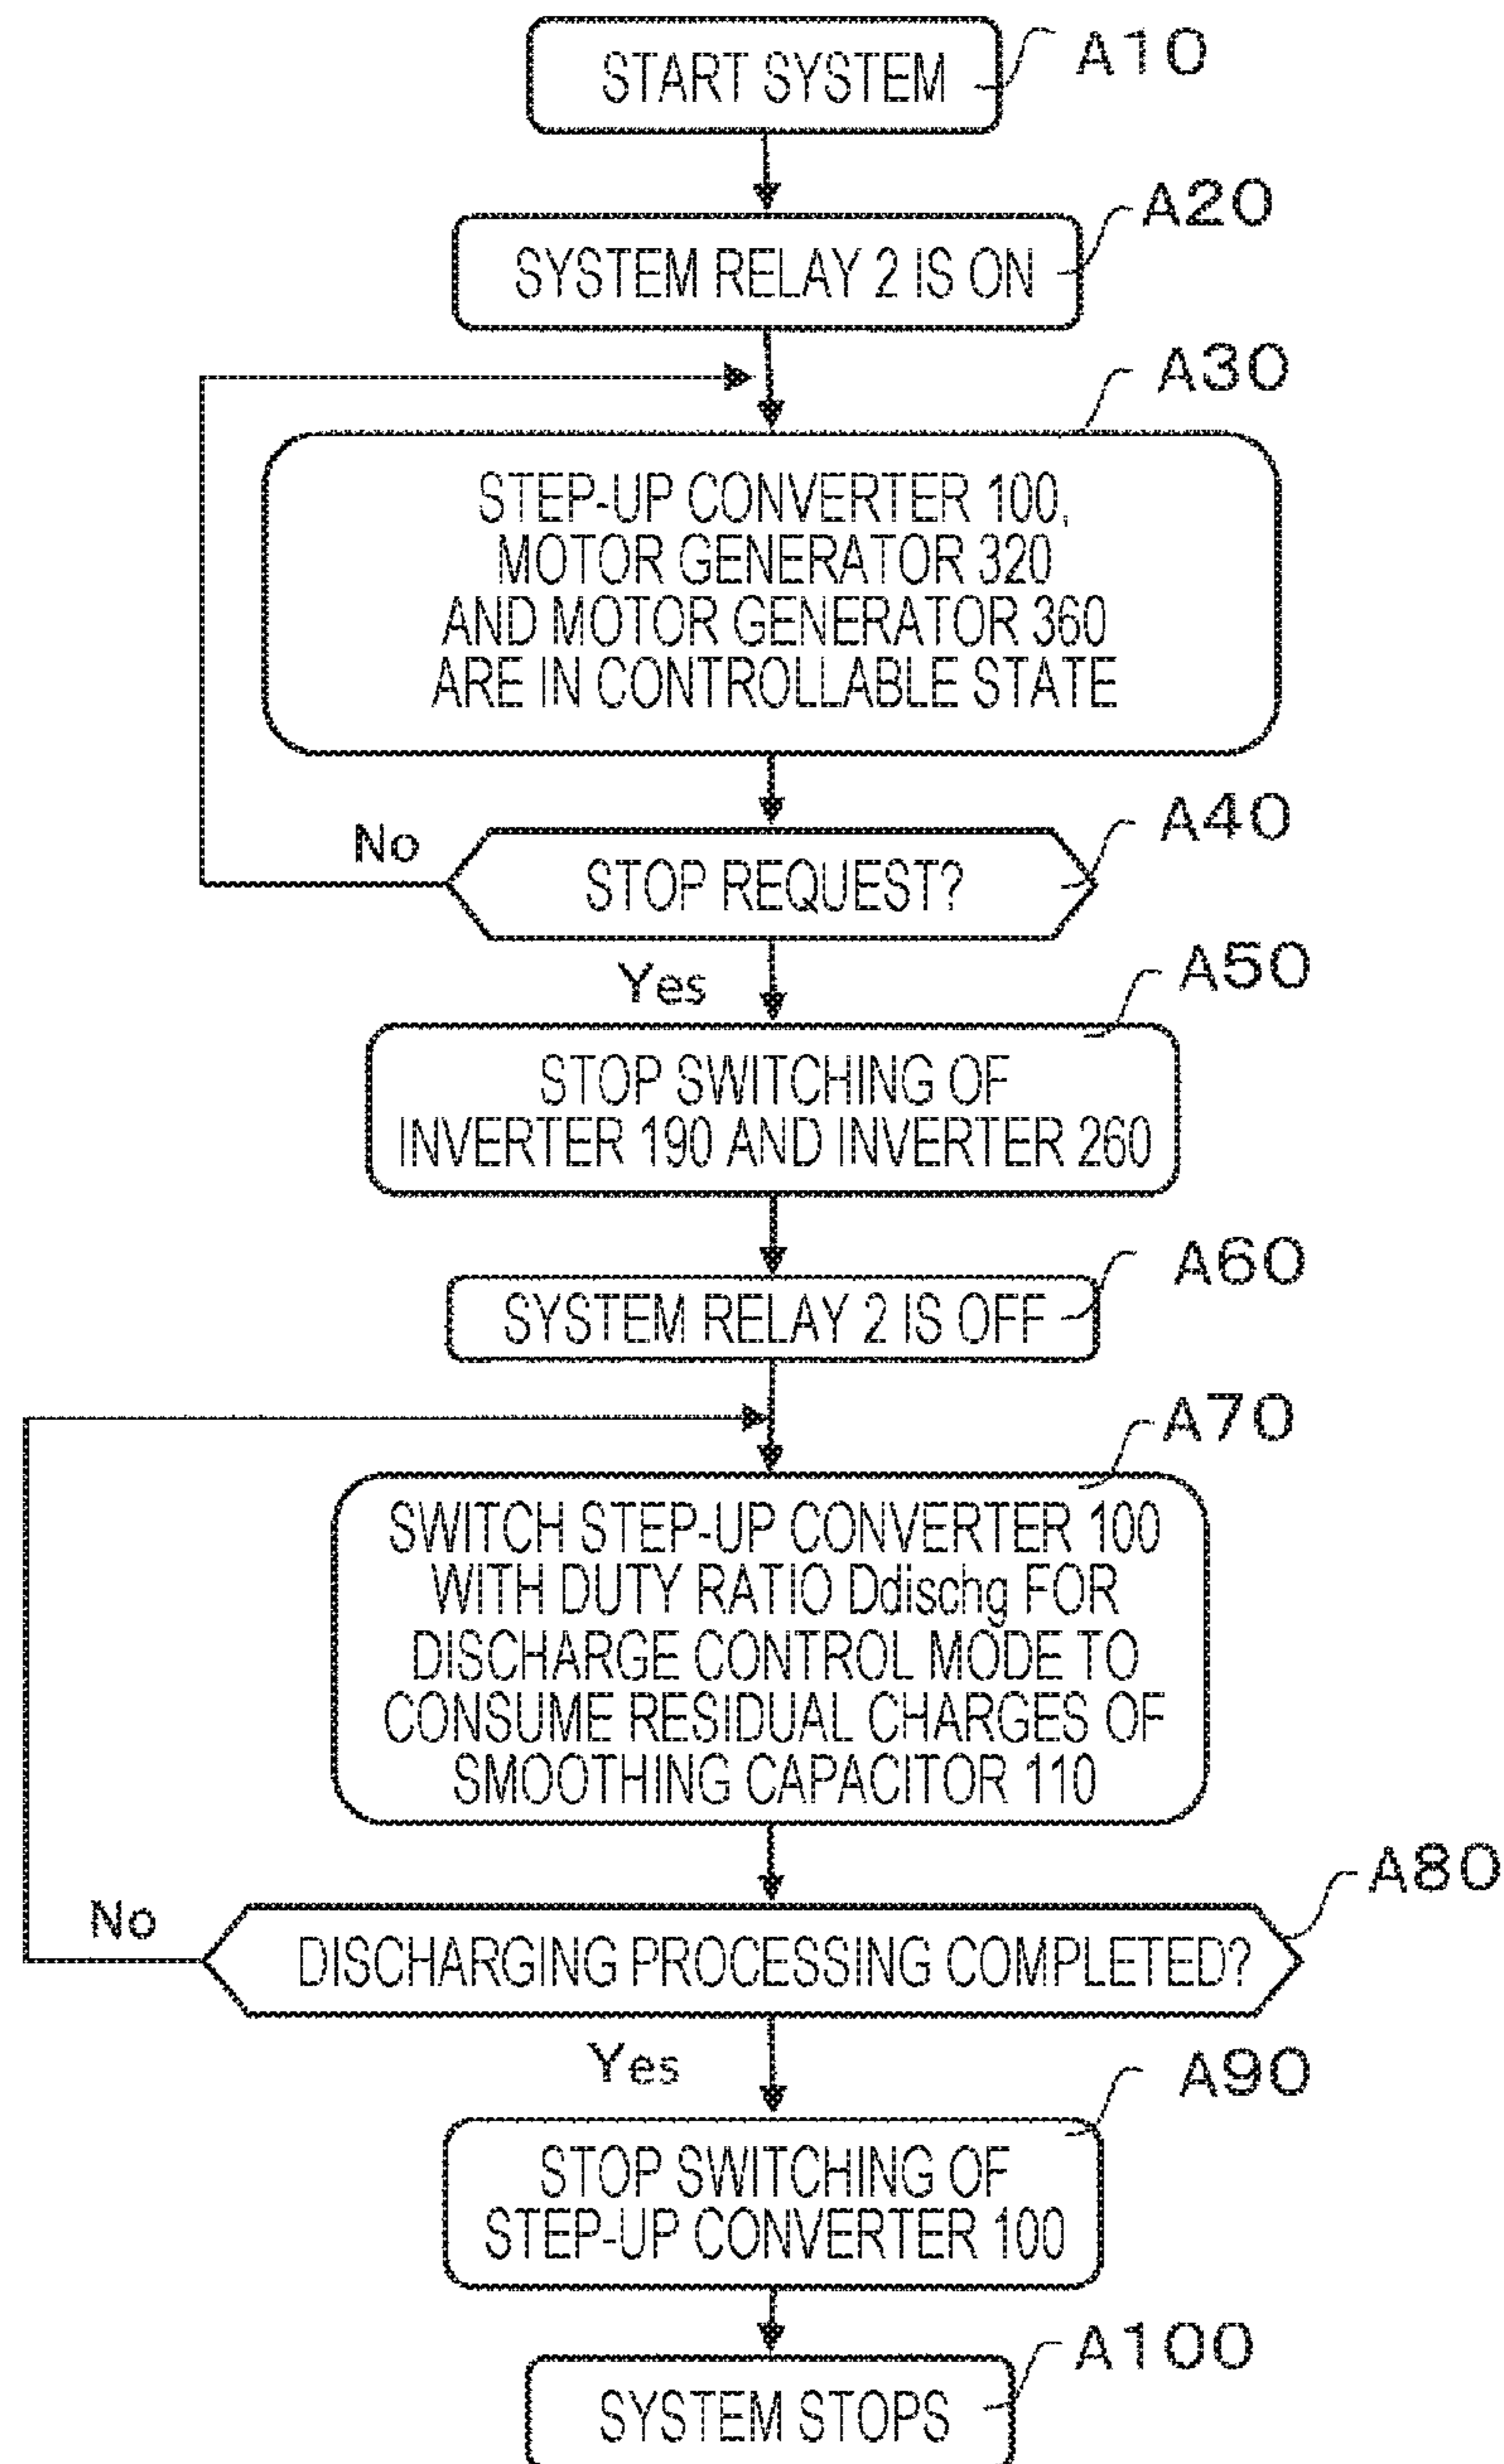 START SYSTEM
A10
SYSTEM RELAY 2 IS ON
A20
A30
STEP-UP CONVERTER 100,
MOTOR GENERATOR 320
AND MOTOR GENERATOR 360
ARE IN CONTROLLABLE STATE
A40
No
STOP REQUEST?
Yes
A50
STOP SWITCHING OF
INVERTER 190 AND INVERTER 260
A60
SYSTEM RELAY 2 IS OFF
A70
SWITCH STEP-UP CONVERTER 100
WITH DUTY RATIO Ddischg FOR
DISCHARGE CONTROL MODE TO
CONSUME RESIDUAL CHARGES OF
SMOOTHING CAPACITOR 110
A80
No
DISCHARGING PROCESSING COMPLETED?
Yes
A90
STOP SWITCHING OF
STEP-UP CONVERTER 100
A100
SYSTEM STOPS